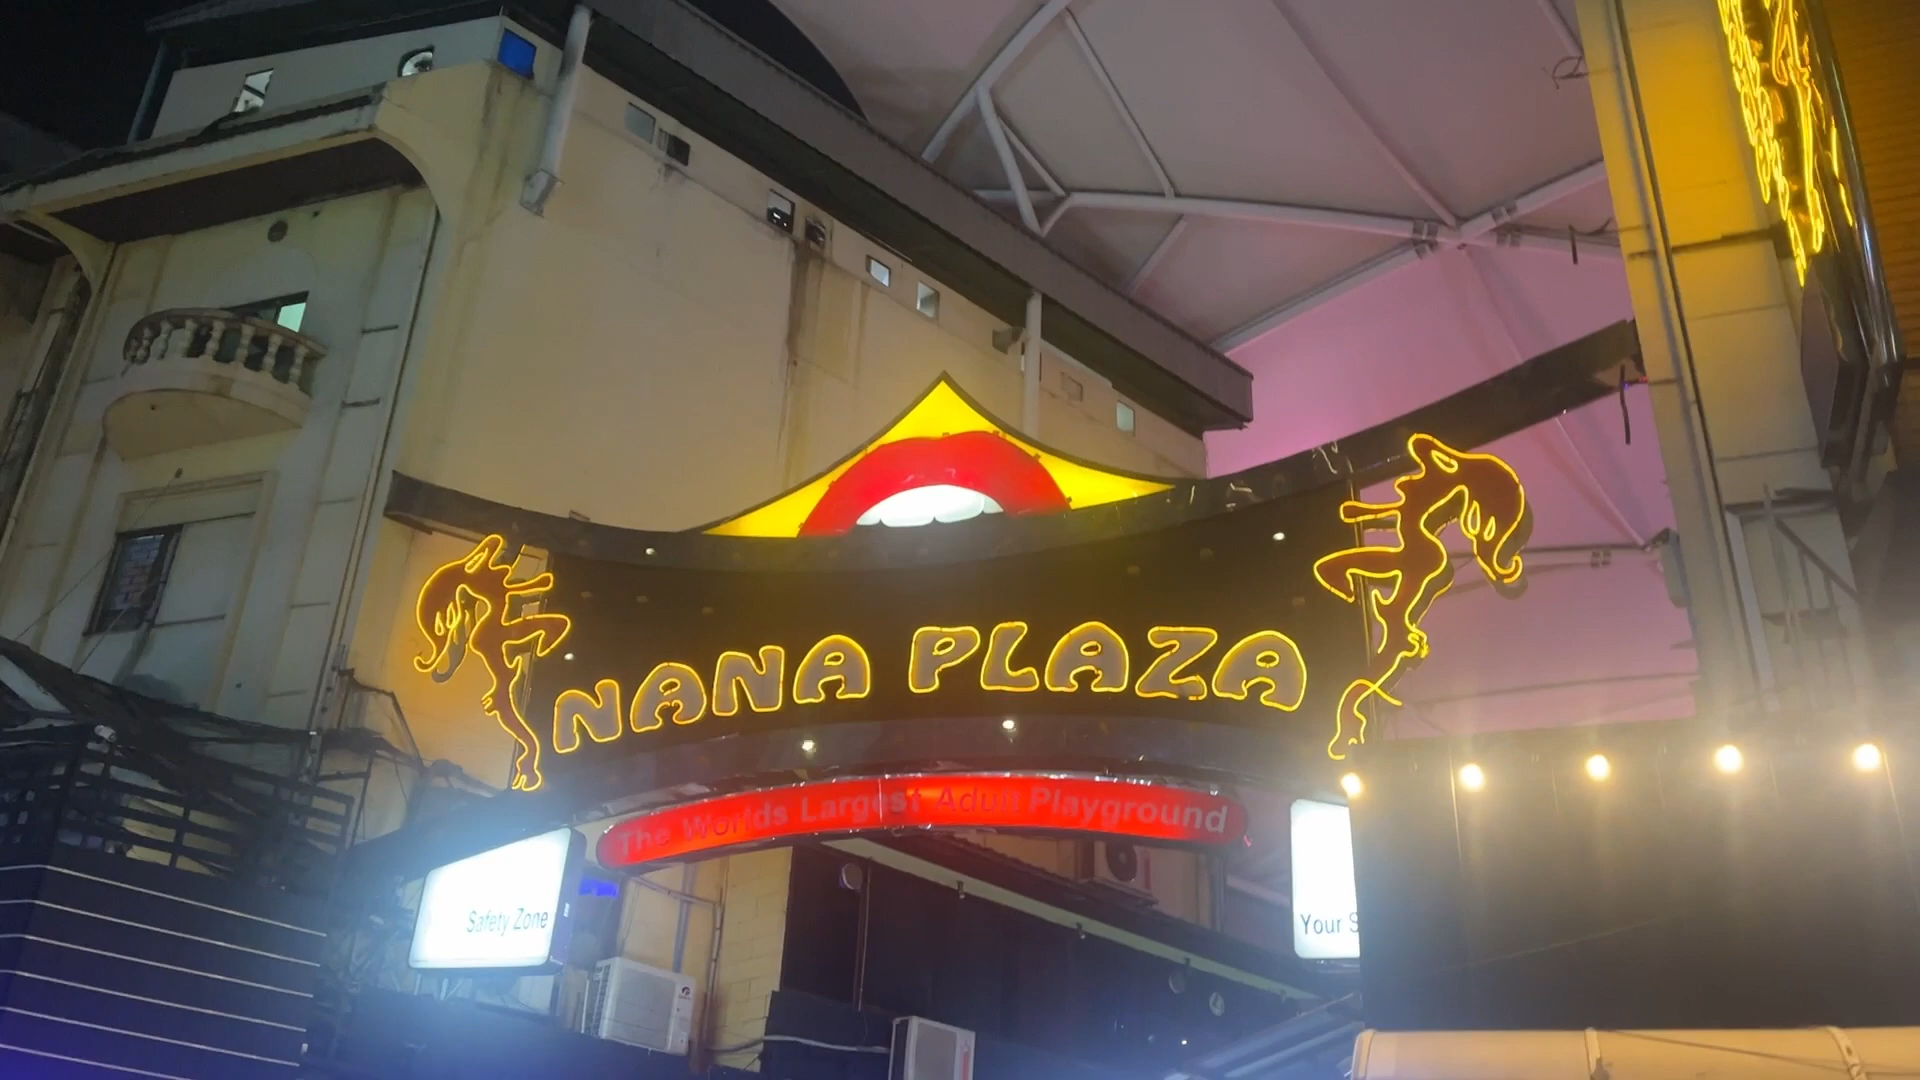 NANA PLAZA
The Worlds Largest Adult Playground
Safety Zone
Your S